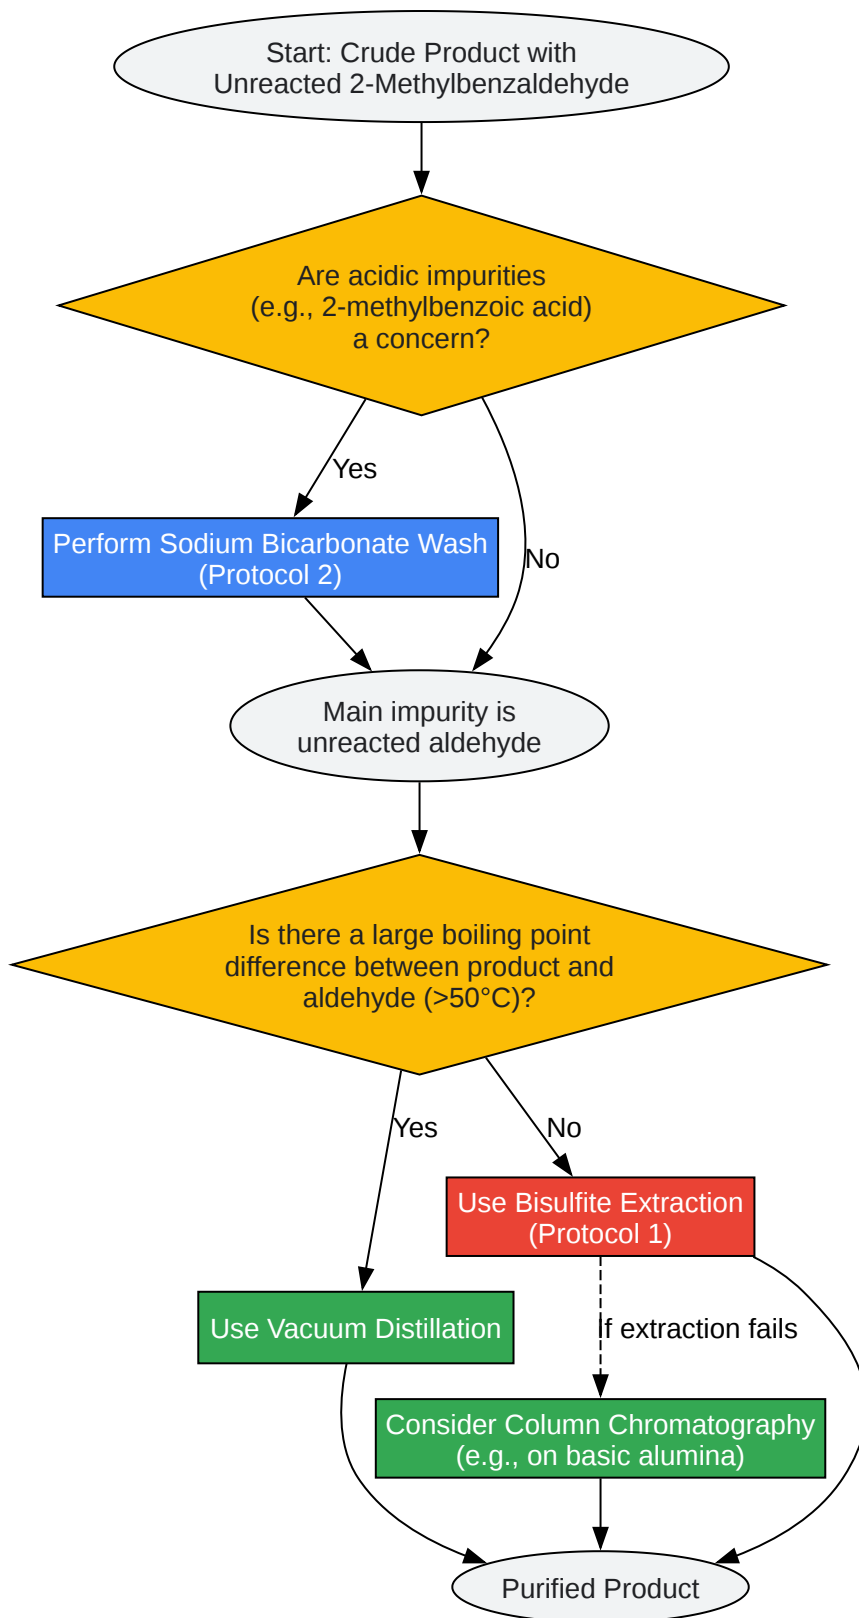 Start: Crude Product with
Unreacted 2-Methylbenzaldehyde
Are acidic impurities
(e.g., 2-methylbenzoic acid)
a concern?
Yes
Perform Sodium Bicarbonate Wash
(Protocol 2)
No
Main impurity is
unreacted aldehyde
Is there a large boiling point
difference between product and
aldehyde (>50°C)?
Yes
No
Use Bisulfite Extraction
(Protocol 1)
Use Vacuum Distillation
If extraction fails
Consider Column Chromatography
(e.g., on basic alumina)
Purified Product